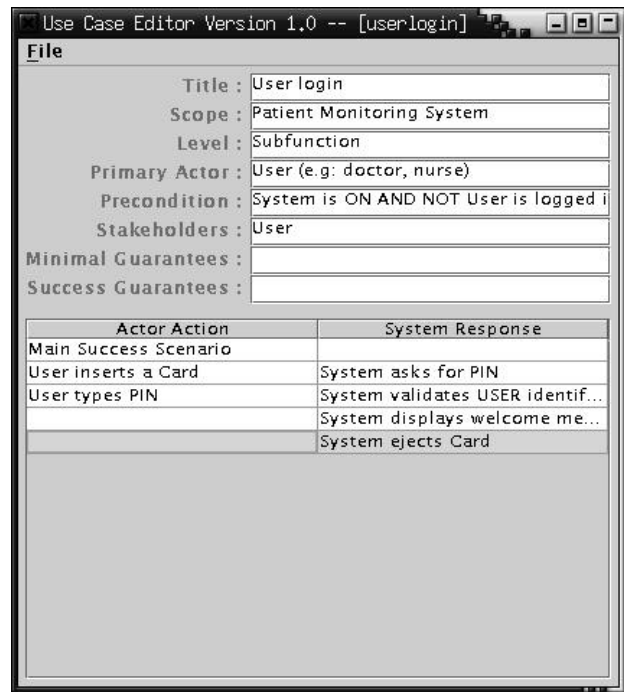 Use Case Editor Version 1.0 -- [userlogin]
File
Title : User login
Scope : Patient Monitoring System
Level : Subfunction
Primary Actor : User (e.g: doctor, nurse)
Precondition : System is ON AND NOT User is logged i
Stakeholders : User
Minimal Guarantees :
Success Guarantees :
Actor Action System Response
Main Success Scenario
User inserts a Card System asks for PIN
User types PIN System validates USER identif...
System displays welcome me...
System ejects Card